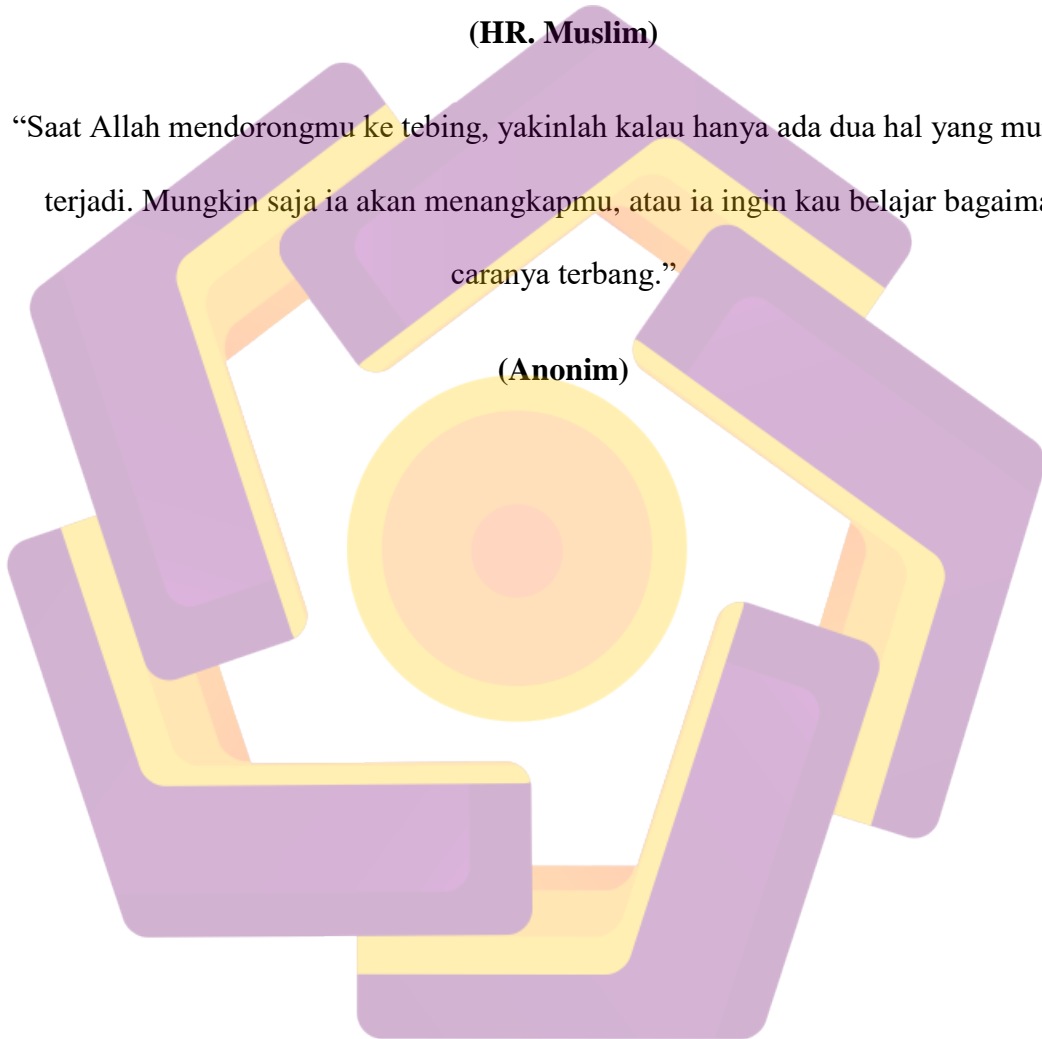 (HR. Muslim)
“Saat Allah mendorongmu ke tebing, yakinlah kalau hanya ada dua hal yang mu
terjadi. Mungkin saja ia akan menangkapmu, atau ia ingin kau belajar bagaima
caranya terbang.”
(Anonim)